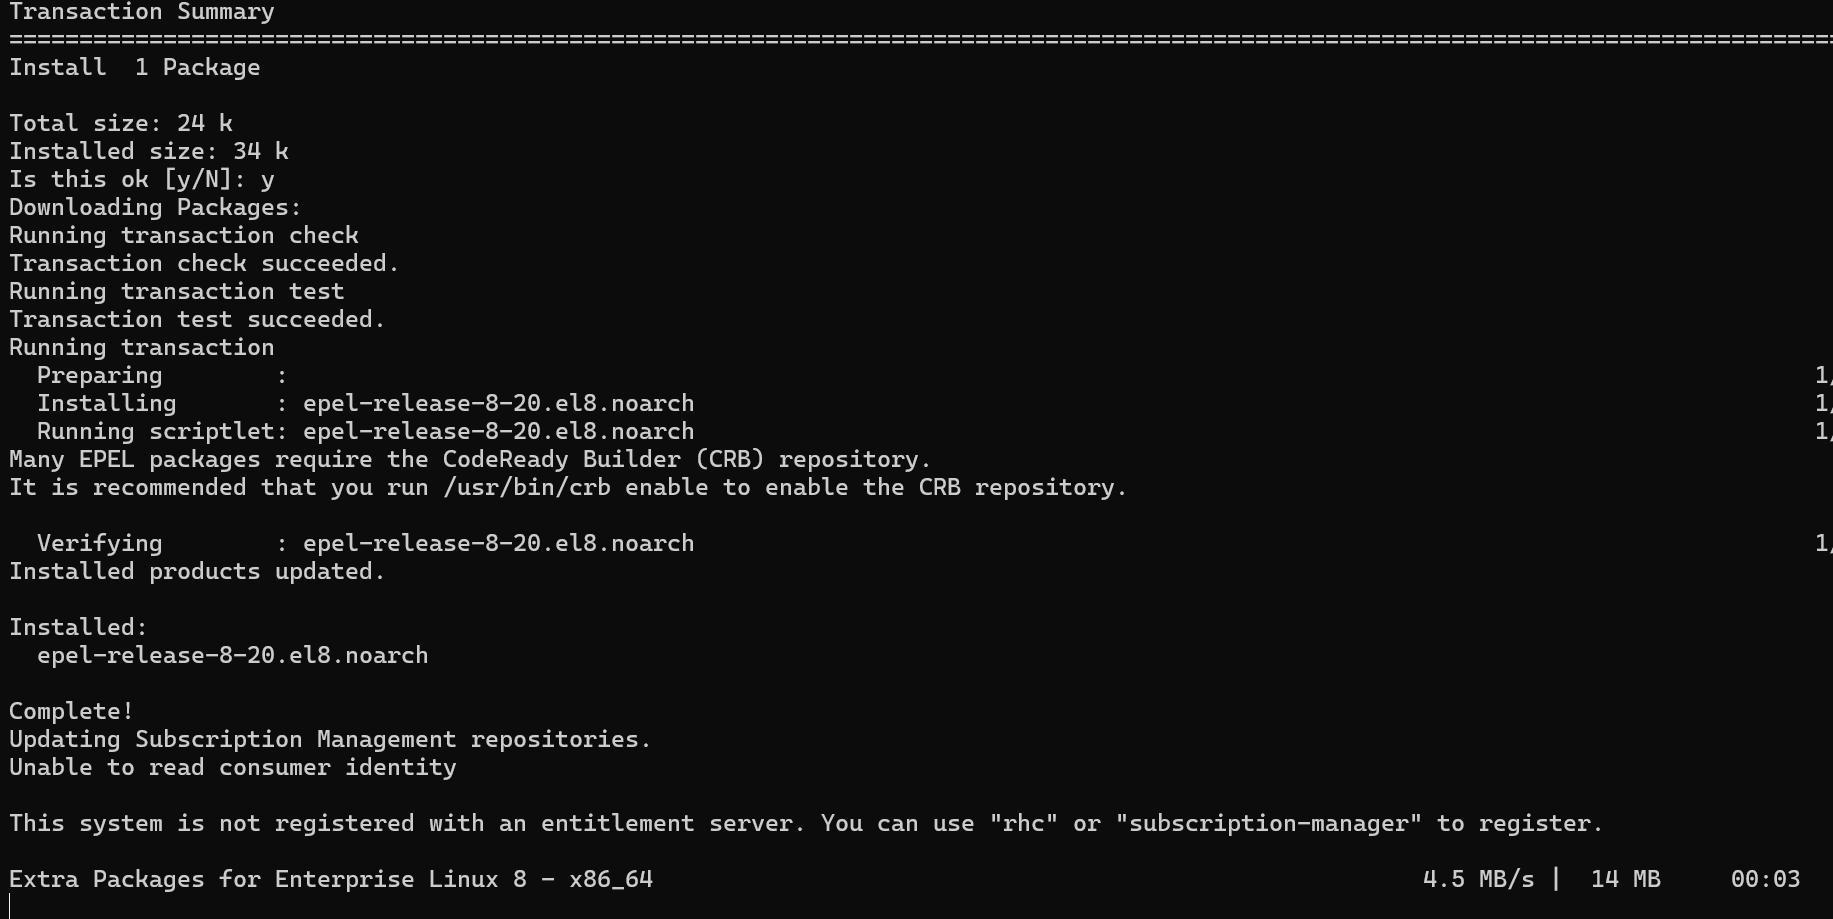 Transaction Summary
================================================================================================================================================
Install  1 Package
Total size: 24 k
Installed size: 34 k
Is this ok [y/N]: y
Downloading Packages:
Running transaction check
Transaction check succeeded.
Running transaction test
Transaction test succeeded.
Running transaction
  Preparing        :                                                                                                             1/
  Installing       : epel-release-8-20.el8.noarch                                                                                1/
  Running scriptlet: epel-release-8-20.el8.noarch                                                                                1/
Many EPEL packages require the CodeReady Builder (CRB) repository.
It is recommended that you run /usr/bin/crb enable to enable the CRB repository.
  Verifying        : epel-release-8-20.el8.noarch                                                                                1/
Installed products updated.
Installed:
  epel-release-8-20.el8.noarch
Complete!
Updating Subscription Management repositories.
Unable to read consumer identity
This system is not registered with an entitlement server. You can use "rhc" or "subscription-manager" to register.
Extra Packages for Enterprise Linux 8 - x86_64                                                       4.5 MB/s |  14 MB     00:03